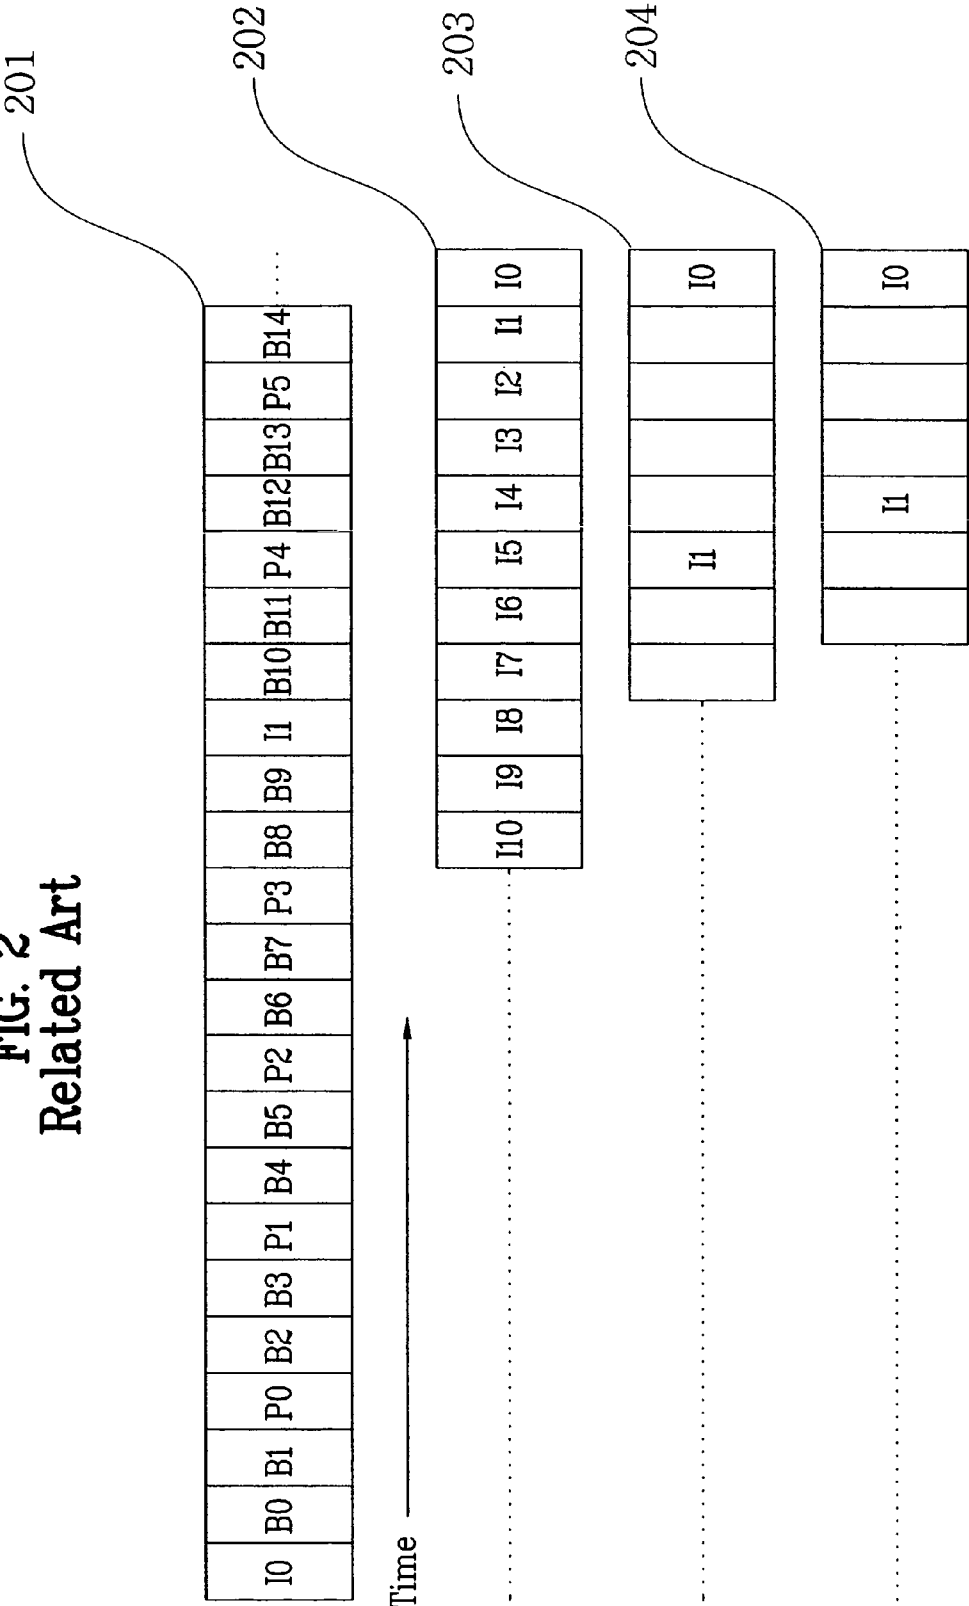 FIG. 2
Related Art
201
I0 B0 B1 P0 B2 B3 P1 B4 B5 P2 B6 B7 P3 B8 B9 I1 B10 B11 P4 B12 B13 P5 B14
Time
202
I10 I9 I8 I7 I6 I5 I4 I3 I2 I1 I0
203
I1 I0
204
I1 I0